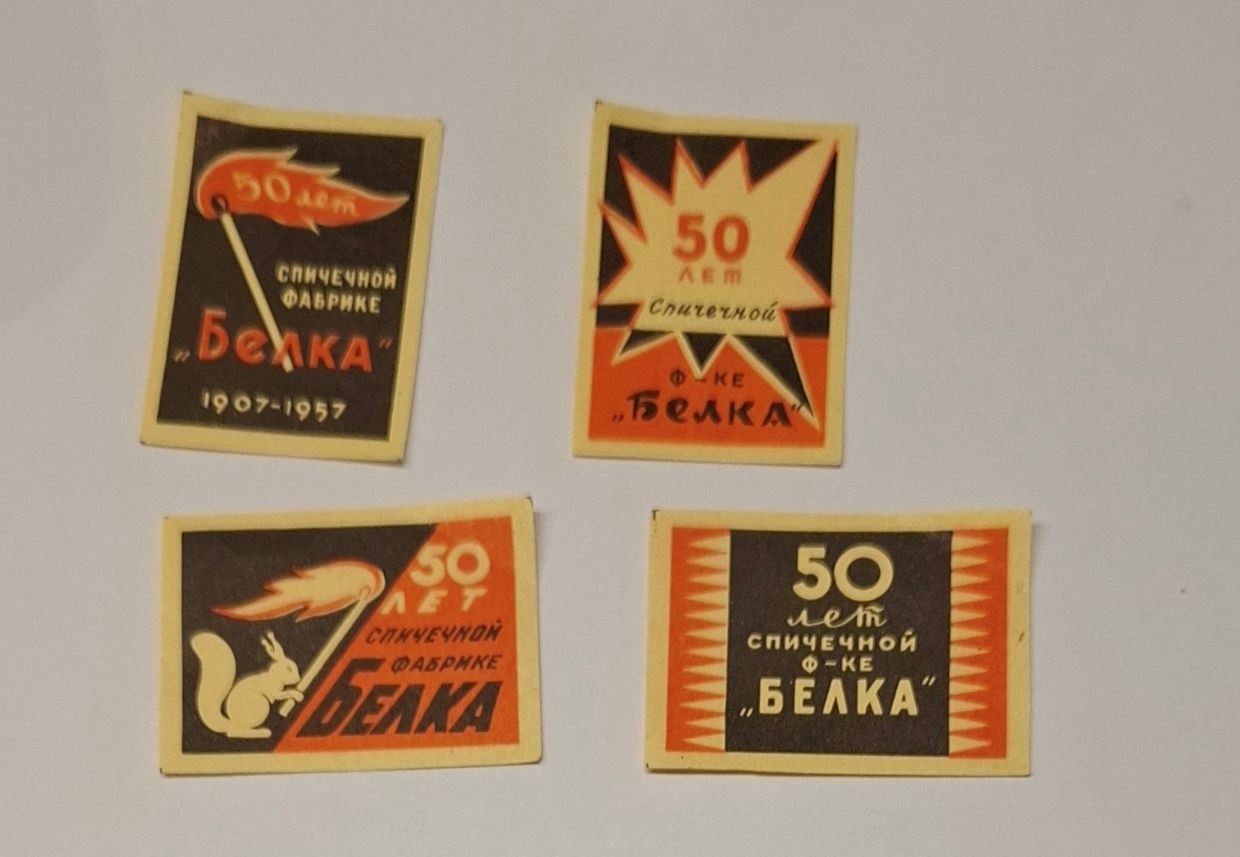 50 лет
СПИЧЕЧНОЙ
ФАБРИКЕ
„Белка"
1907-1957
50
ЛЕТ
Спичечной
Ф-КЕ
„Белка"
50
ЛЕТ
СПИЧЕЧНОЙ
ФАБРИКЕ
БЕЛКА
50
лет
СПИЧЕЧНОЙ
Ф-КЕ
„БЕЛКА"